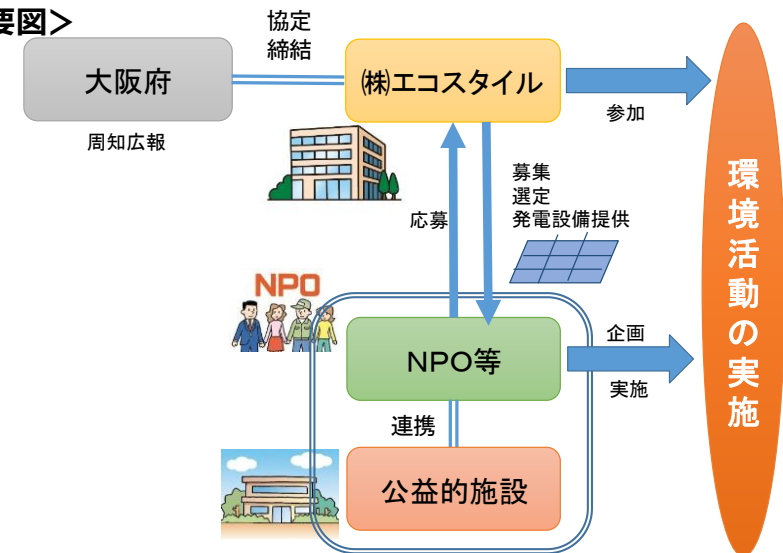 要図＞
協定
締結
大阪府
㈱エコスタイル
周知広報
参加
募集
選定
発電設備提供
応募
NPO
ＮＰＯ等
企画
実施
連携
公益的施設
環境活動の実施